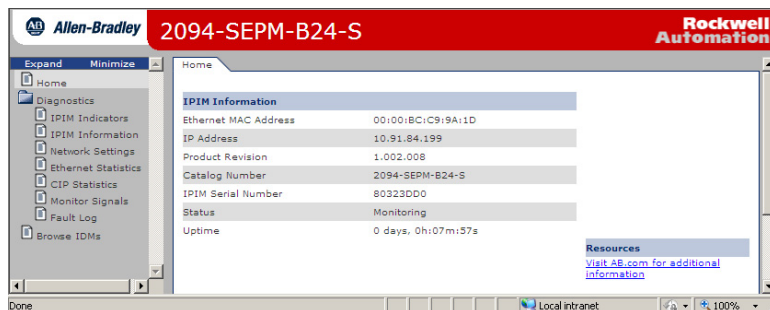 AB Allen-Bradley
2094-SEPM-B24-S
Rockwell
Automation
Expand Minimize
Home
Diagnostics
IPIM Indicators
IPIM Information
Network Settings
Ethernet Statistics
CIP Statistics
Monitor Signals
Fault Log
Browse IDMs
Home
IPIM Information
Ethernet MAC Address 00:00:BC:C9:9A:1D
IP Address 10.91.84.199
Product Revision 1.002.008
Catalog Number 2094-SEPM-B24-S
IPIM Serial Number 80323DD0
Status Monitoring
Uptime 0 days, 0h:07m:57s
Resources
Visit AB.com for additional
information
Done Local intranet 100%